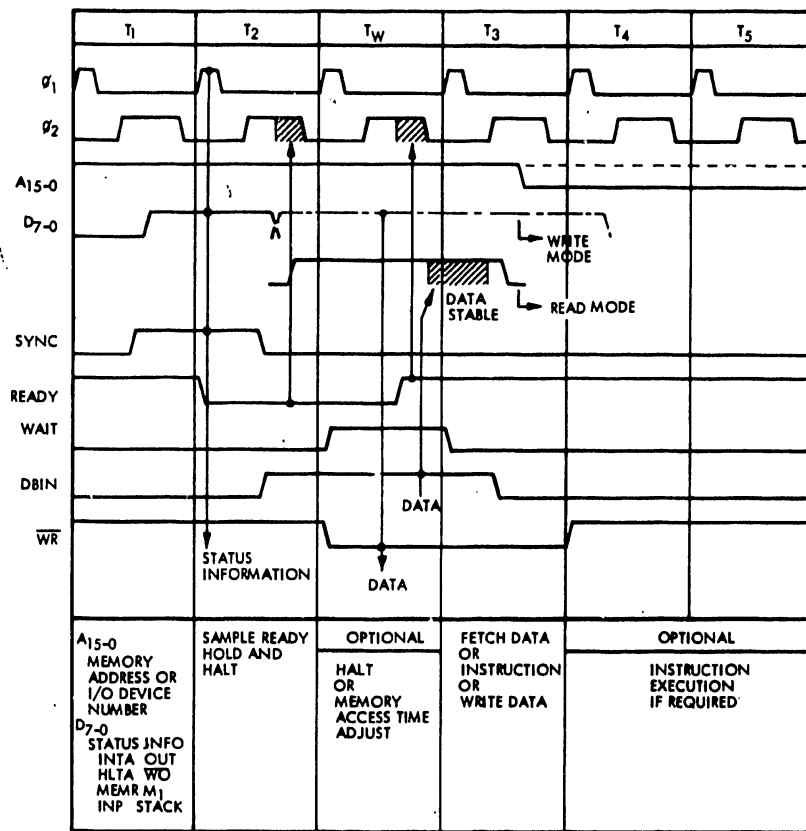 T1 T2 TW T3 T4 T5
ø1
ø2
A15-0
D7-0
WRITE
MODE
DATA
STABLE
READ MODE
SYNC
READY
WAIT
DBIN
DATA
WR
STATUS
INFORMATION
DATA
A15-0
MEMORY
ADDRESS OR
I/O DEVICE
NUMBER
D7-0
STATUS INFO
INTA OUT
HLTA WO
MEMR M1
INP STACK
SAMPLE READY
HOLD AND
HALT
OPTIONAL
HALT
OR
MEMORY
ACCESS TIME
ADJUST
FETCH DATA
OR
INSTRUCTION
OR
WRITE DATA
OPTIONAL
INSTRUCTION
EXECUTION
IF REQUIRED